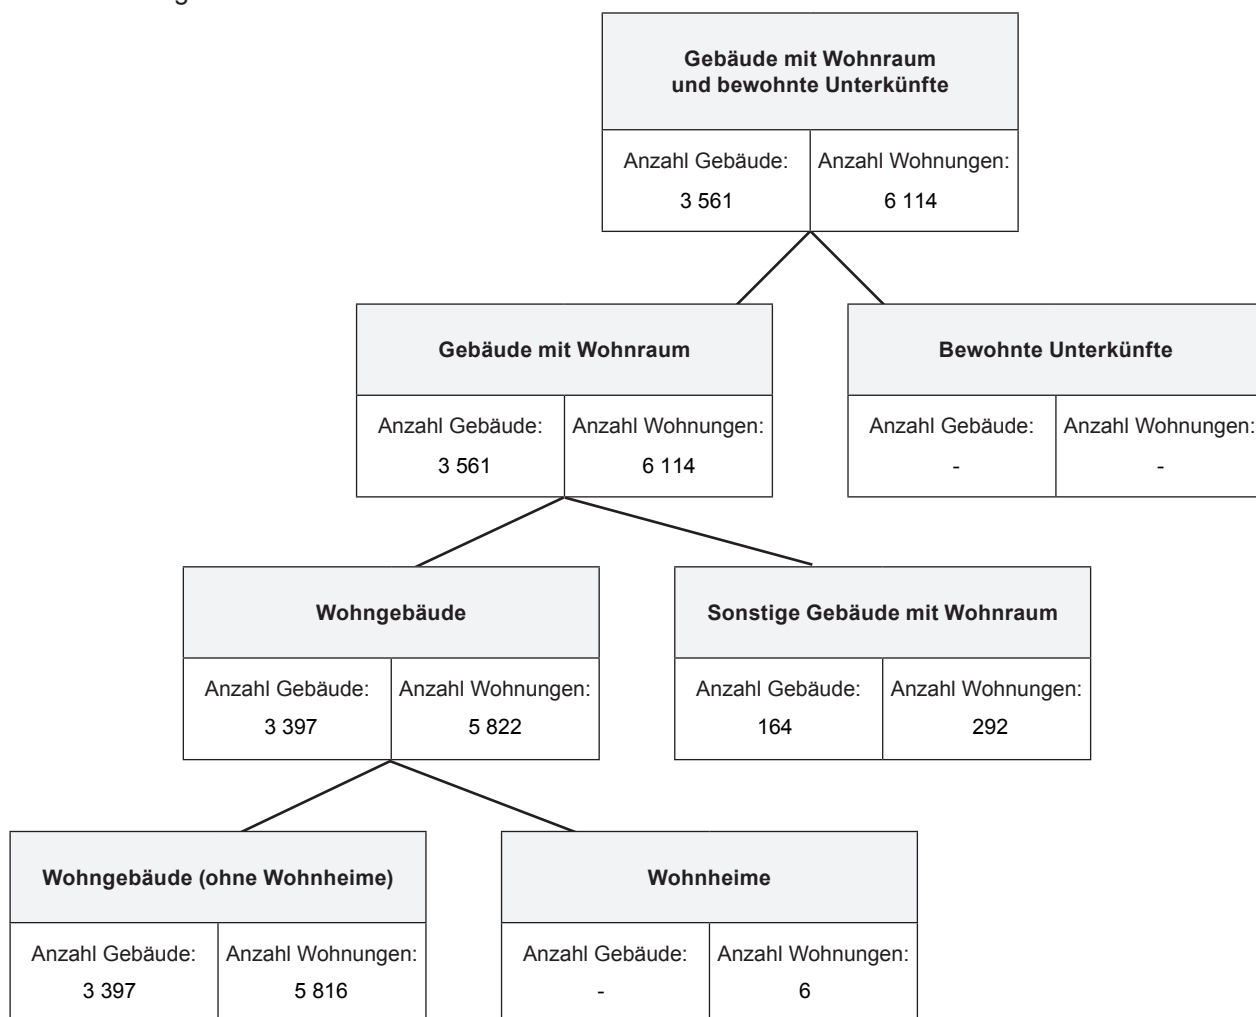 Gebäude mit Wohnraum
und bewohnte Unterkünfte
Anzahl Gebäude: Anzahl Wohnungen:
3 561 6 114
Gebäude mit Wohnraum
Anzahl Gebäude: Anzahl Wohnungen:
3 561 6 114
Bewohnte Unterkünfte
Anzahl Gebäude: Anzahl Wohnungen:
- -
Wohngebäude
Anzahl Gebäude: Anzahl Wohnungen:
3 397 5 822
Sonstige Gebäude mit Wohnraum
Anzahl Gebäude: Anzahl Wohnungen:
164 292
Wohngebäude (ohne Wohnheime)
Anzahl Gebäude: Anzahl Wohnungen:
3 397 5 816
Wohnheime
Anzahl Gebäude: Anzahl Wohnungen:
- 6